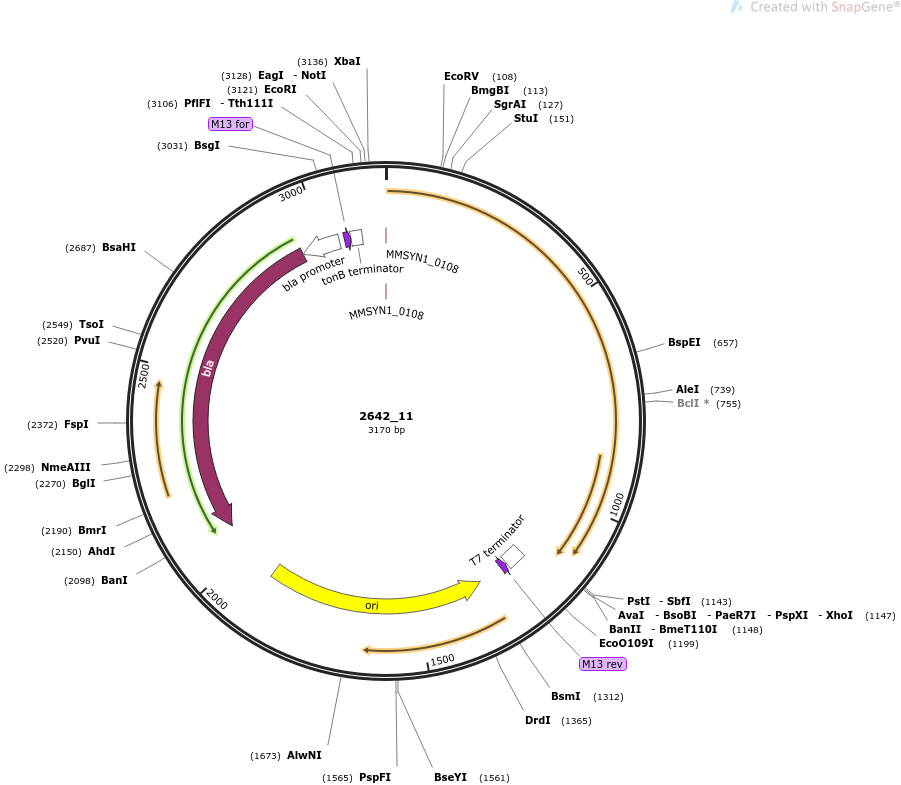 Created with SnapGene®
(3136) XbaI
(3128) EagI - NotI
(3121) EcoRI
(3106) PflFI - Tth111I
M13 for
(3031) BsgI
EcoRV (108)
BmgBI (113)
SgrAI (127)
StuI (151)
3000
(2687) BsaHI
bla promoter
tonB terminator
MMSYN1_0108
MMSYN1_0108
500
(2549) TsoI
(2520) PvuI
BspEI (657)
2500
bla
AleI (739)
BclI * (755)
2642_11
3170 bp
(2372) FspI
(2298) NmeAIII
(2270) BglI
1000
(2190) BmrI
(2150) AhdI
(2098) BanI
T7 terminator
2000
ori
PstI - SbfI (1143)
AvaI - BsoBI - PaeR7I - PspXI - XhoI (1147)
BanII - BmeT110I (1148)
EcoO109I (1199)
M13 rev
1500
BsmI (1312)
DrdI (1365)
(1673) AlwNI
(1565) PspFI
BseYI (1561)